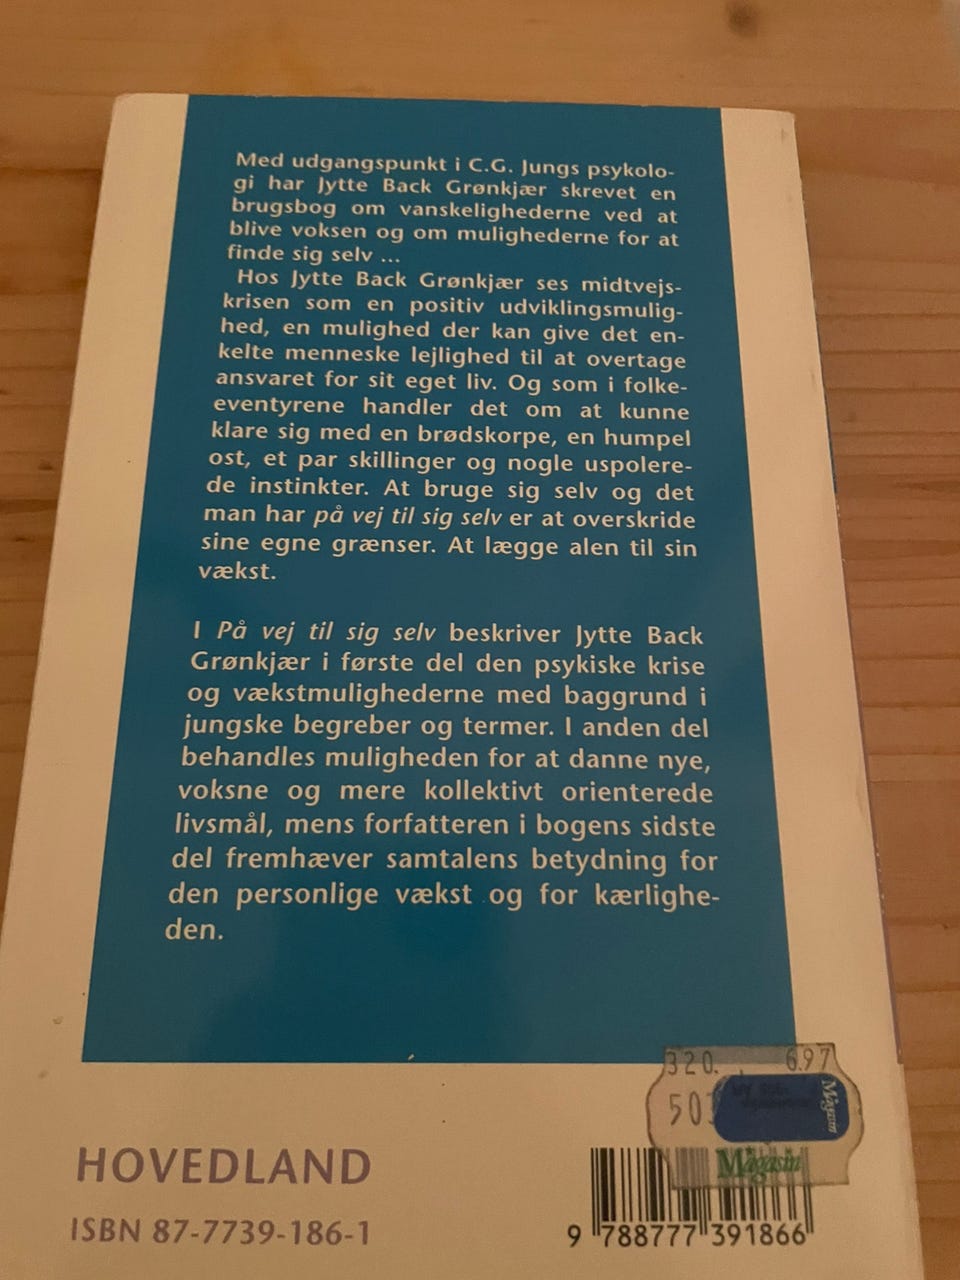 Med udgangspunkt i C.G. Jungs psykolo-
gi har Jytte Back Grønkjær skrevet en
brugsbog om vanskelighederne ved at
blive voksen og om mulighederne for at
finde sig selv ...
Hos Jytte Back Grønkjær ses midtvejs-
krisen som en positiv udviklingsmulig-
hed, en mulighed der kan give det en-
kelte menneske lejlighed til at overtage
ansvaret for sit eget liv. Og som i folke-
eventyrene handler det om at kunne
klare sig med en brødskorpe, en humpel
ost, et par skillinger og nogle uspolere-
de instinkter. At bruge sig selv og det
man har på vej til sig selv er at overskride
sine egne grænser. At lægge alen til sin
vækst.
I På vej til sig selv beskriver Jytte Back
Grønkjær i første del den psykiske krise
og vækstmulighederne med baggrund i
jungske begreber og termer. I anden del
behandles muligheden for at danne nye,
voksne og mere kollektivt orienterede
livsmål, mens forfatteren i bogens sidste
del fremhæver samtalens betydning for
den personlige vækst og for kærlighe-
den.
320. 6.97
Magasin
Magasin
HOVEDLAND
ISBN 87-7739-186-1
9 788777 391866